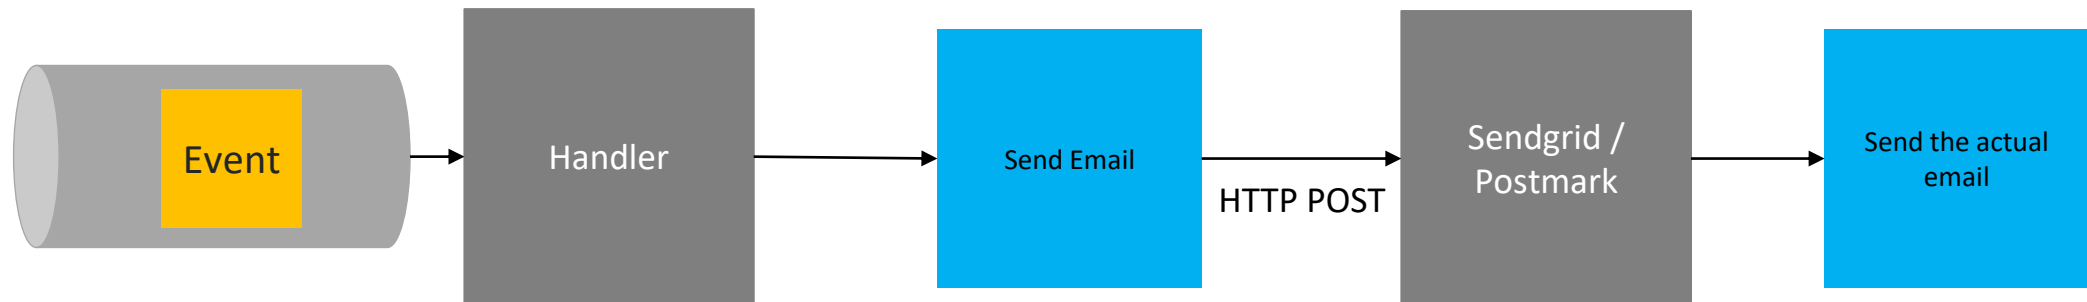 Event
Handler
Send Email
HTTP POST
Sendgrid /
Postmark
Send the actual
email